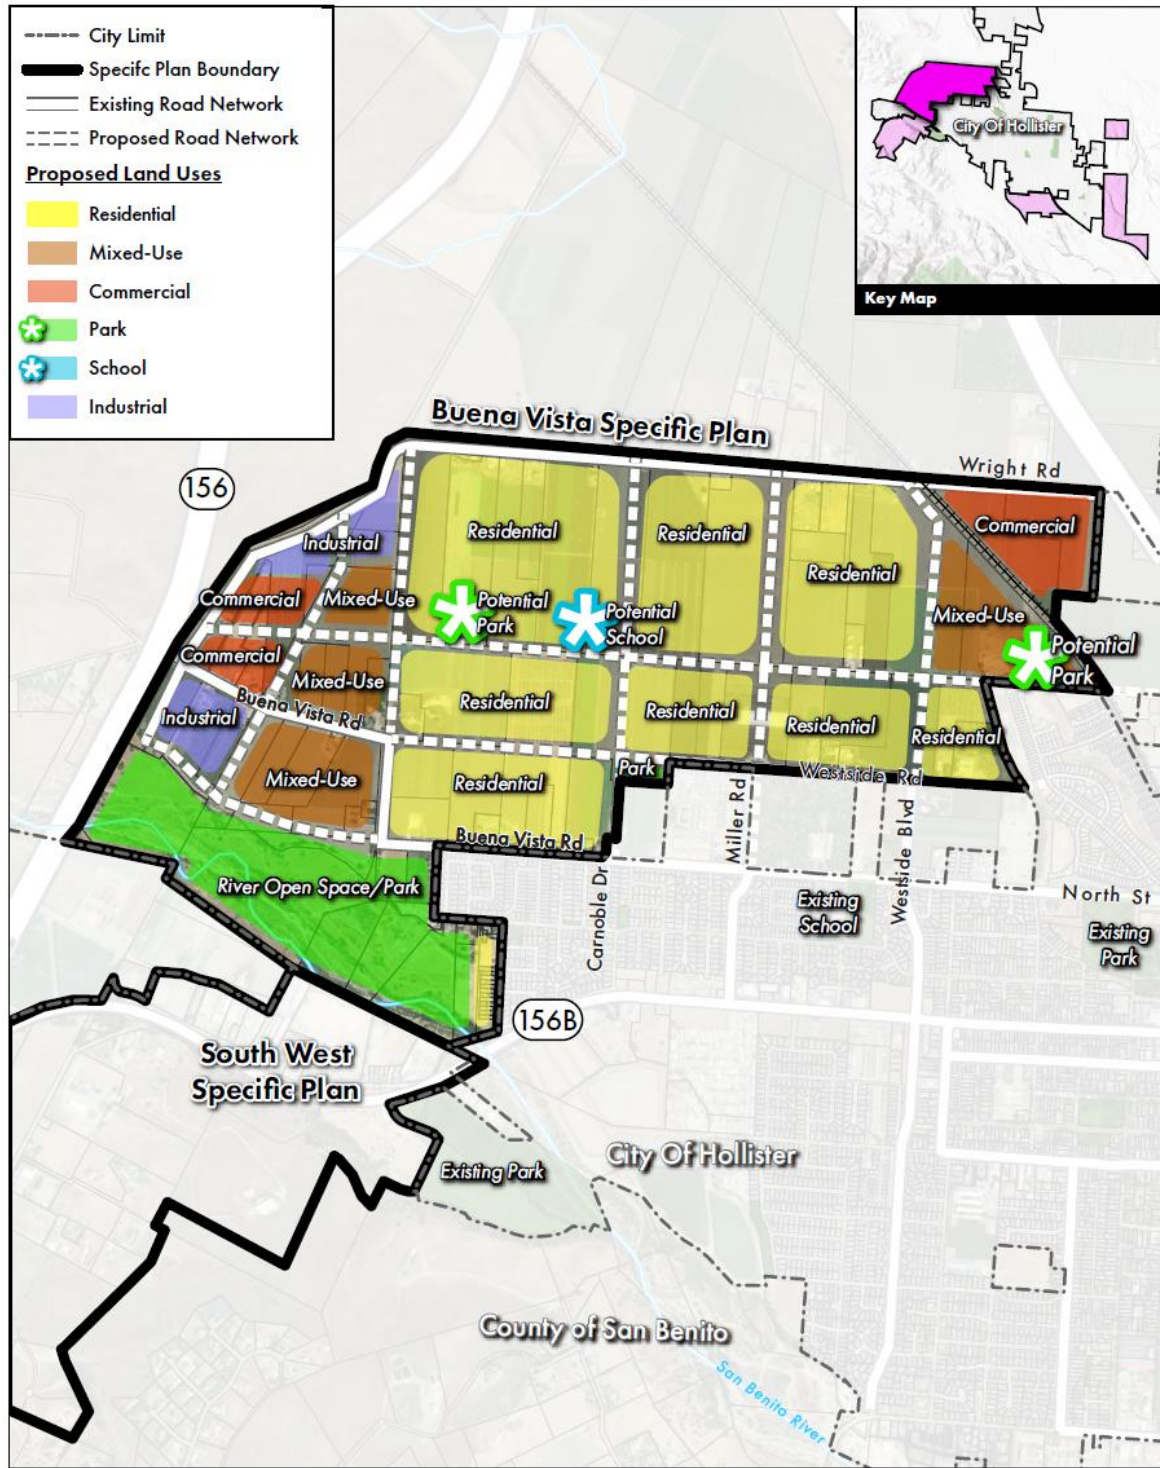 City Limit
Specifc Plan Boundary
Existing Road Network
Proposed Road Network
Proposed Land Uses
Residential
Mixed-Use
Commercial
Park
School
Industrial
City Of Hollister
Key Map
Buena Vista Specific Plan
Wright Rd
156
Industrial
Residential
Residential
Residential
Commercial
Commercial
Mixed-Use
Potential
Park
Potential
School
Mixed-Use
Potential
Park
Commercial
Mixed-Use
Industrial
Buena Vista Rd
Residential
Residential
Residential
Residential
Mixed-Use
Residential
Park
Westside Rd
Buena Vista Rd
Miller Rd
Westside Blvd
Carnoble Dr
River Open Space/Park
Existing
School
North St
Existing
Park
156B
South West
Specific Plan
Existing Park
City Of Hollister
County of San Benito
San Benito River